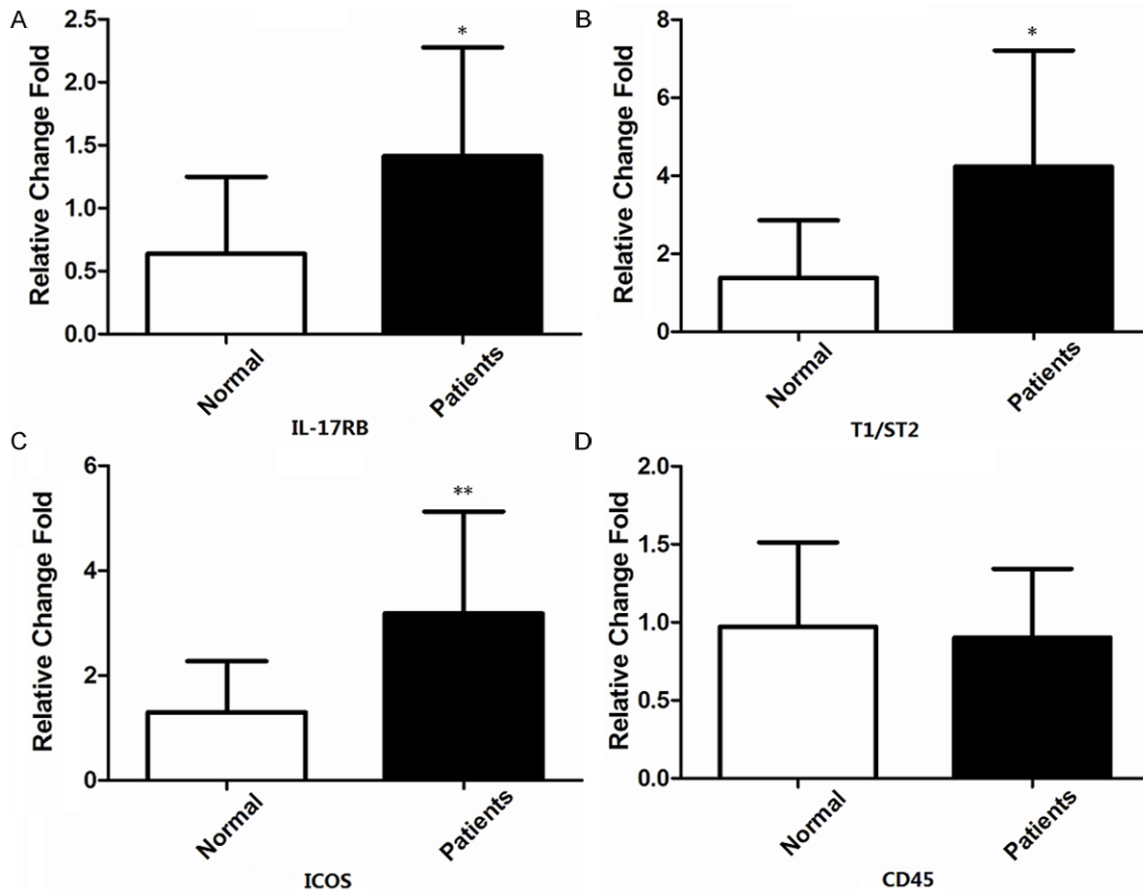 A
Relative Change Fold
2.5
2.0
1.5
1.0
0.5
0.0
*
Normal
Patients
IL-17RB
B
Relative Change Fold
8
6
4
2
0
*
Normal
Patients
T1/ST2
C
Relative Change Fold
6
4
2
0
**
Normal
Patients
ICOS
D
Relative Change Fold
2.0
1.5
1.0
0.5
0.0
Normal
Patients
CD45